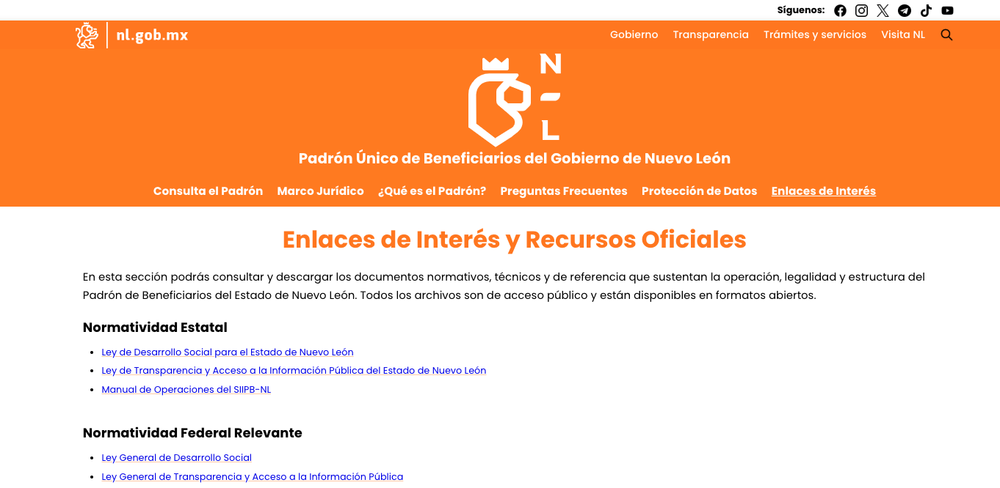 Síguenos:
nl.gob.mx
Gobierno Transparencia Trámites y servicios Visita NL
N
L
Padrón Único de Beneficiarios del Gobierno de Nuevo León
Consulta el Padrón Marco Jurídico ¿Qué es el Padrón? Preguntas Frecuentes Protección de Datos Enlaces de Interés
Enlaces de Interés y Recursos Oficiales
En esta sección podrás consultar y descargar los documentos normativos, técnicos y de referencia que sustentan la operación, legalidad y estructura del
Padrón de Beneficiarios del Estado de Nuevo León. Todos los archivos son de acceso público y están disponibles en formatos abiertos.
Normatividad Estatal
Ley de Desarrollo Social para el Estado de Nuevo León
Ley de Transparencia y Acceso a la Información Pública del Estado de Nuevo León
Manual de Operaciones del SIIPB-NL
Normatividad Federal Relevante
Ley General de Desarrollo Social
Ley General de Transparencia y Acceso a la Información Pública